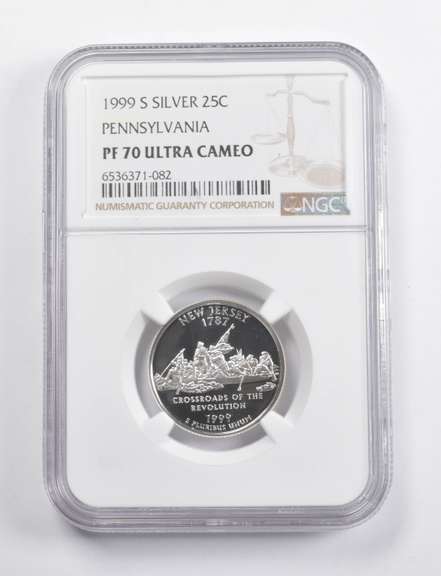 1999 S SILVER 25C
PENNSYLVANIA
PF 70 ULTRA CAMEO
6536371-082
NUMISMATIC GUARANTY CORPORATION
NGC
NEW JERSEY
1787
CROSSROADS OF THE
REVOLUTION
1999
E PLURIBUS UNUM